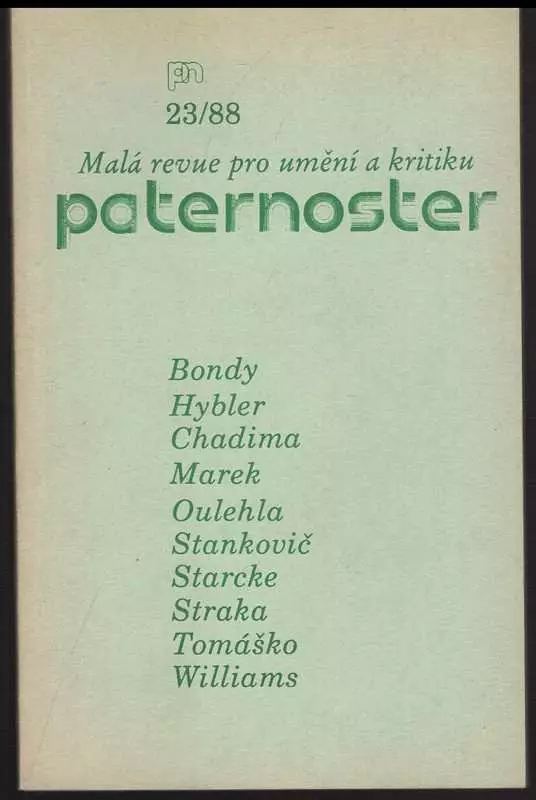 pn
23/88
Malá revue pro umění a kritiku
paternoster
Bondy
Hybler
Chadima
Marek
Oulehla
Stankovič
Starcke
Straka
Tomáško
Williams